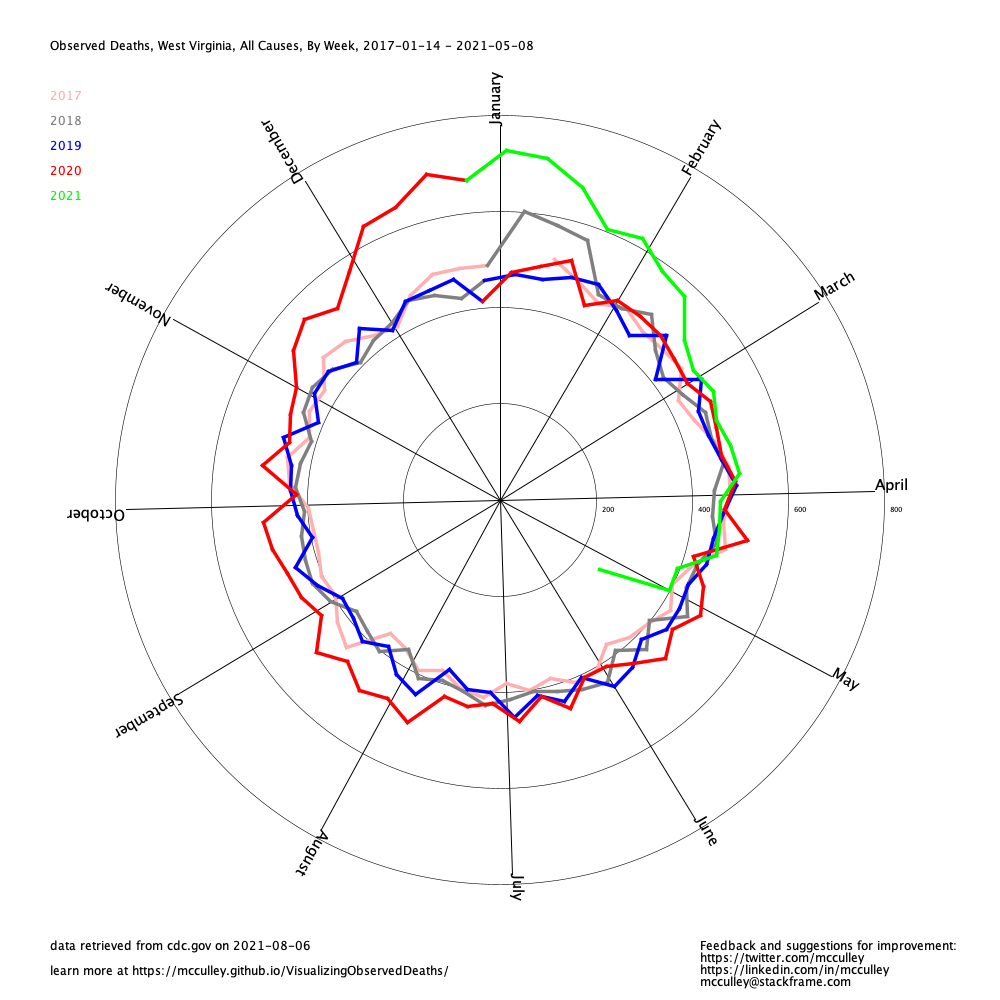 Observed Deaths, West Virginia, All Causes, By Week, 2017-01-14 - 2021-05-08
2017
2018
2019
2020
2021
January
February
March
April
May
June
July
August
September
October
November
December
200
400
600
800
data retrieved from cdc.gov on 2021-08-06
learn more at https://mcculley.github.io/VisualizingObservedDeaths/
Feedback and suggestions for improvement:
https://twitter.com/mcculley
https://linkedin.com/in/mcculley
mcculley@stackframe.com